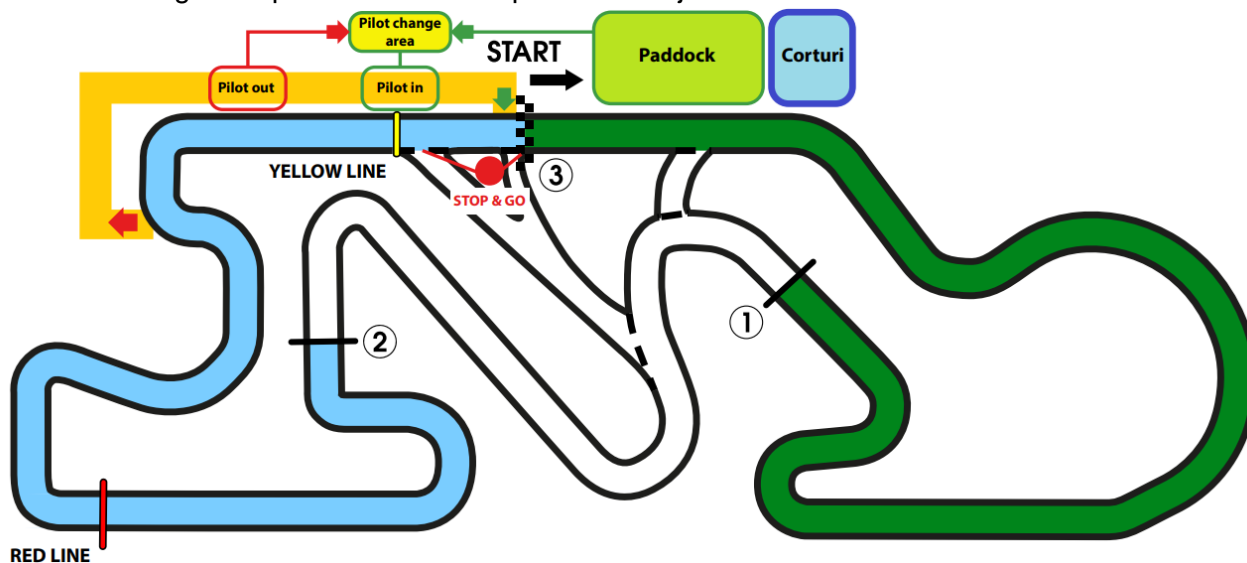 Pilot change
area
START
Paddock
Corturi
Pilot out
Pilot in
YELLOW LINE
3
STOP & GO
1
2
RED LINE